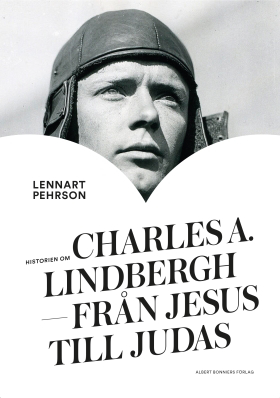 LENNART
PEHRSON
HISTORIEN OM
CHARLES A.
LINDBERGH
—FRÅN JESUS
TILL JUDAS
ALBERT BONNIERS FÖRLAG